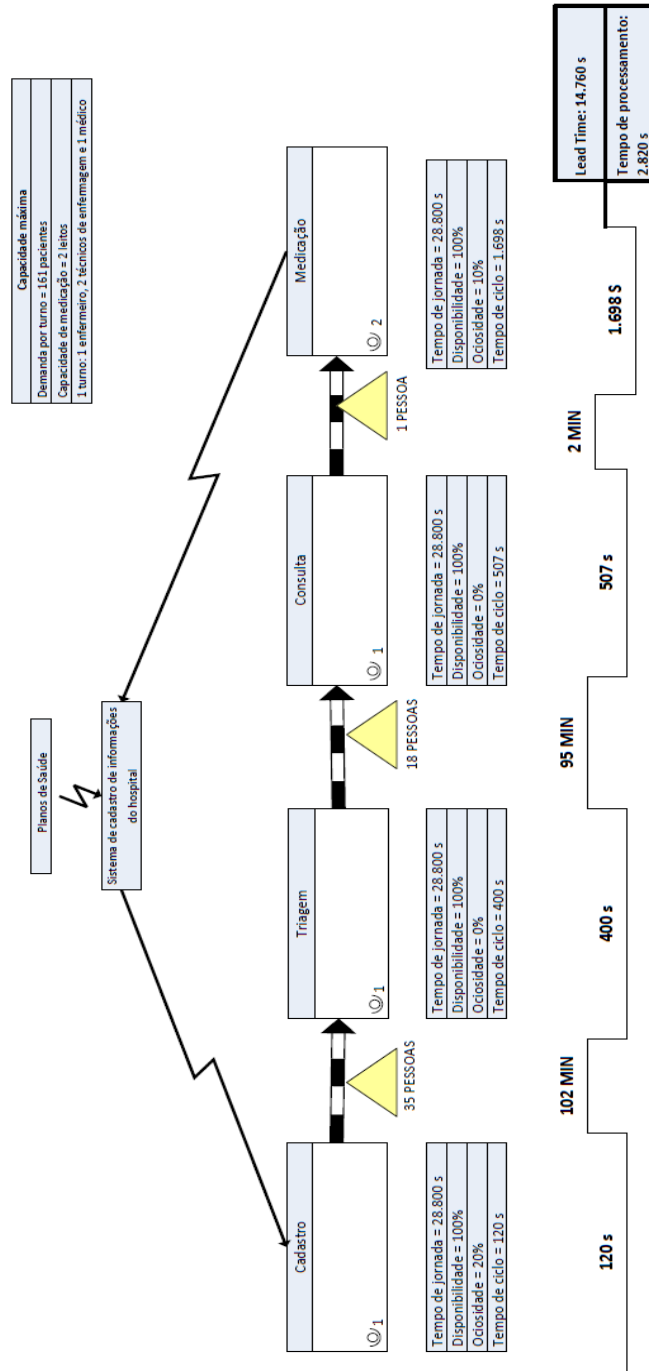 Planos de Saúde
Sistema de cadastro de informações
do hospital
Capacidade máxima
Demanda por turno = 161 pacientes
Capacidade de medicação = 2 leitos
1 turno: 1 enfermeiro, 2 técnicos de enfermagem e 1 médico
Cadastro
1
35 PESSOAS
Triagem
1
18 PESSOAS
Consulta
1
1 PESSOA
Medicação
2
Tempo de jornada = 28.800 s
Disponibilidade = 100%
Ociosidade = 20%
Tempo de ciclo = 120 s
Tempo de jornada = 28.800 s
Disponibilidade = 100%
Ociosidade = 0%
Tempo de ciclo = 400 s
Tempo de jornada = 28.800 s
Disponibilidade = 100%
Ociosidade = 0%
Tempo de ciclo = 507 s
Tempo de jornada = 28.800 s
Disponibilidade = 100%
Ociosidade = 10%
Tempo de ciclo = 1.698 s
120 s
102 MIN
400 s
95 MIN
507 s
2 MIN
1.698 S
Lead Time: 14.760 s
Tempo de processamento:
2.820 s